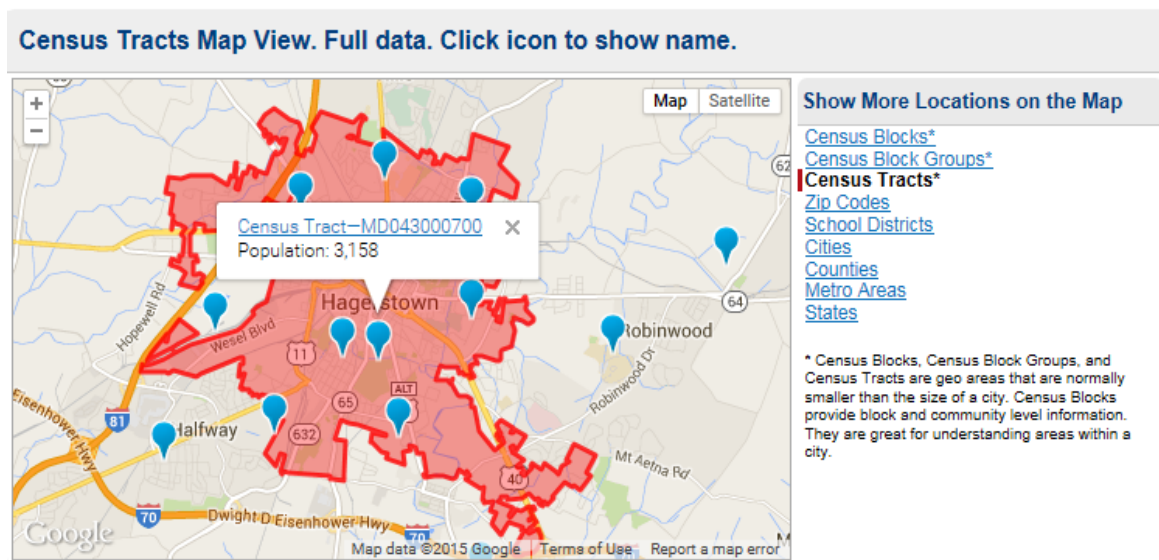 Census Tracts Map View. Full data. Click icon to show name.
+
−
Map
Satellite
62
Census Tract—MD043000700
×
Population: 3,158
Hopewell Rd
Hagerstown
64
Wesel Blvd
Robinwood
11
Robinwood Dr
ALT
65
Eisenhower Hwy
81
Halfway
632
Mt Aetna Rd
40
70
Dwight D Eisenhower Hwy
70
Google
Map data ©2015 Google
Terms of Use
Report a map error
Show More Locations on the Map
Census Blocks*
Census Block Groups*
Census Tracts*
Zip Codes
School Districts
Cities
Counties
Metro Areas
States
* Census Blocks, Census Block Groups, and
Census Tracts are geo areas that are normally
smaller than the size of a city. Census Blocks
provide block and community level information.
They are great for understanding areas within a
city.